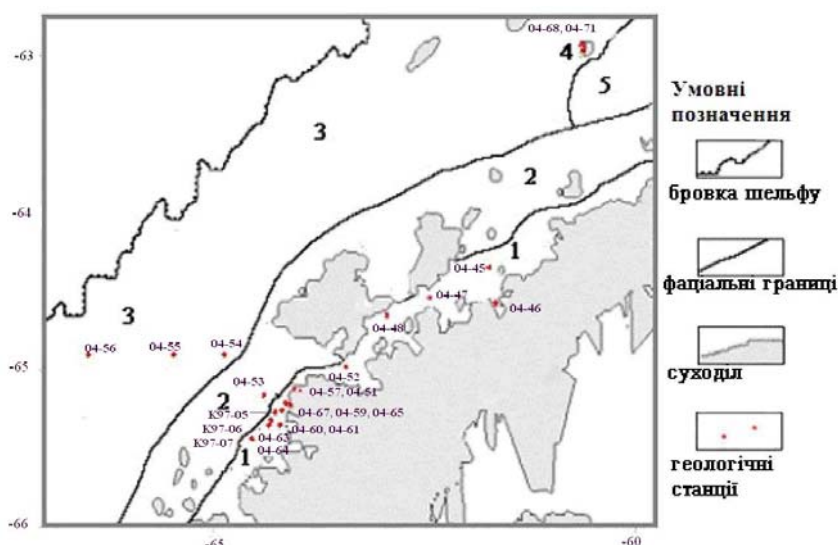 04-68, 04-71
-63
4
5
3
2
-64
1
04-45
04-47
04-46
3
04-48
04-56
04-55
04-54
-65
04-52
04-53
04-57, 04-51
2
K97-05
04-67, 04-59, 04-65
K97-06
04-60, 04-61
K97-07
04-63
04-64
1
-66
-65
-60
Умовні
позначення
бровка шельфу
фаціальні границі
суходіл
геологічні
станції